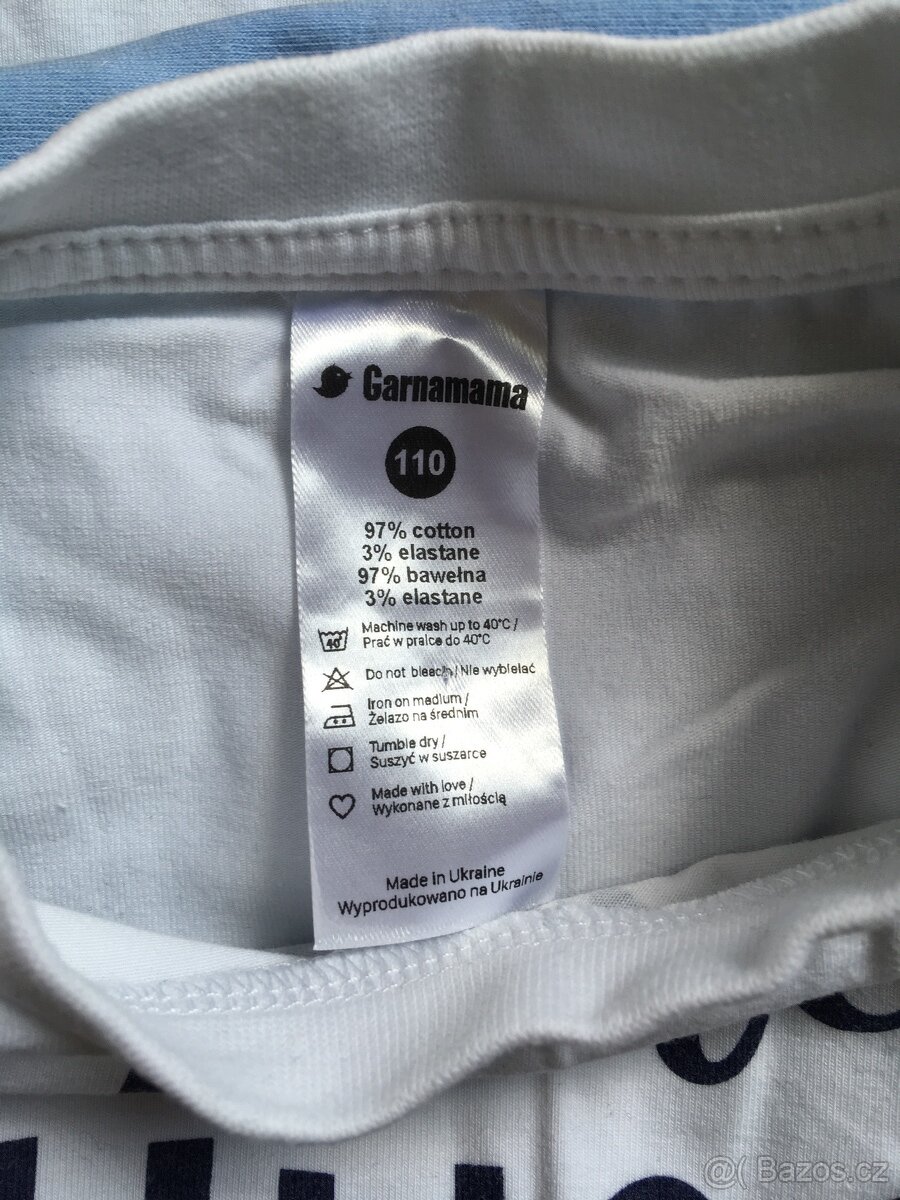 Garnamama
110
97% cotton
3% elastane
97% bawełna
3% elastane
40°
Machine wash up to 40°C /
Prać w pralce do 40°C
Do not bleach / Nie wybielać
Iron on medium /
Żelazo na średnim
Tumble dry /
Suszyć w suszarce
Made with love /
Wykonane z miłością
Made in Ukraine
Wyprodukowano na Ukrainie
@( Bazos.cz